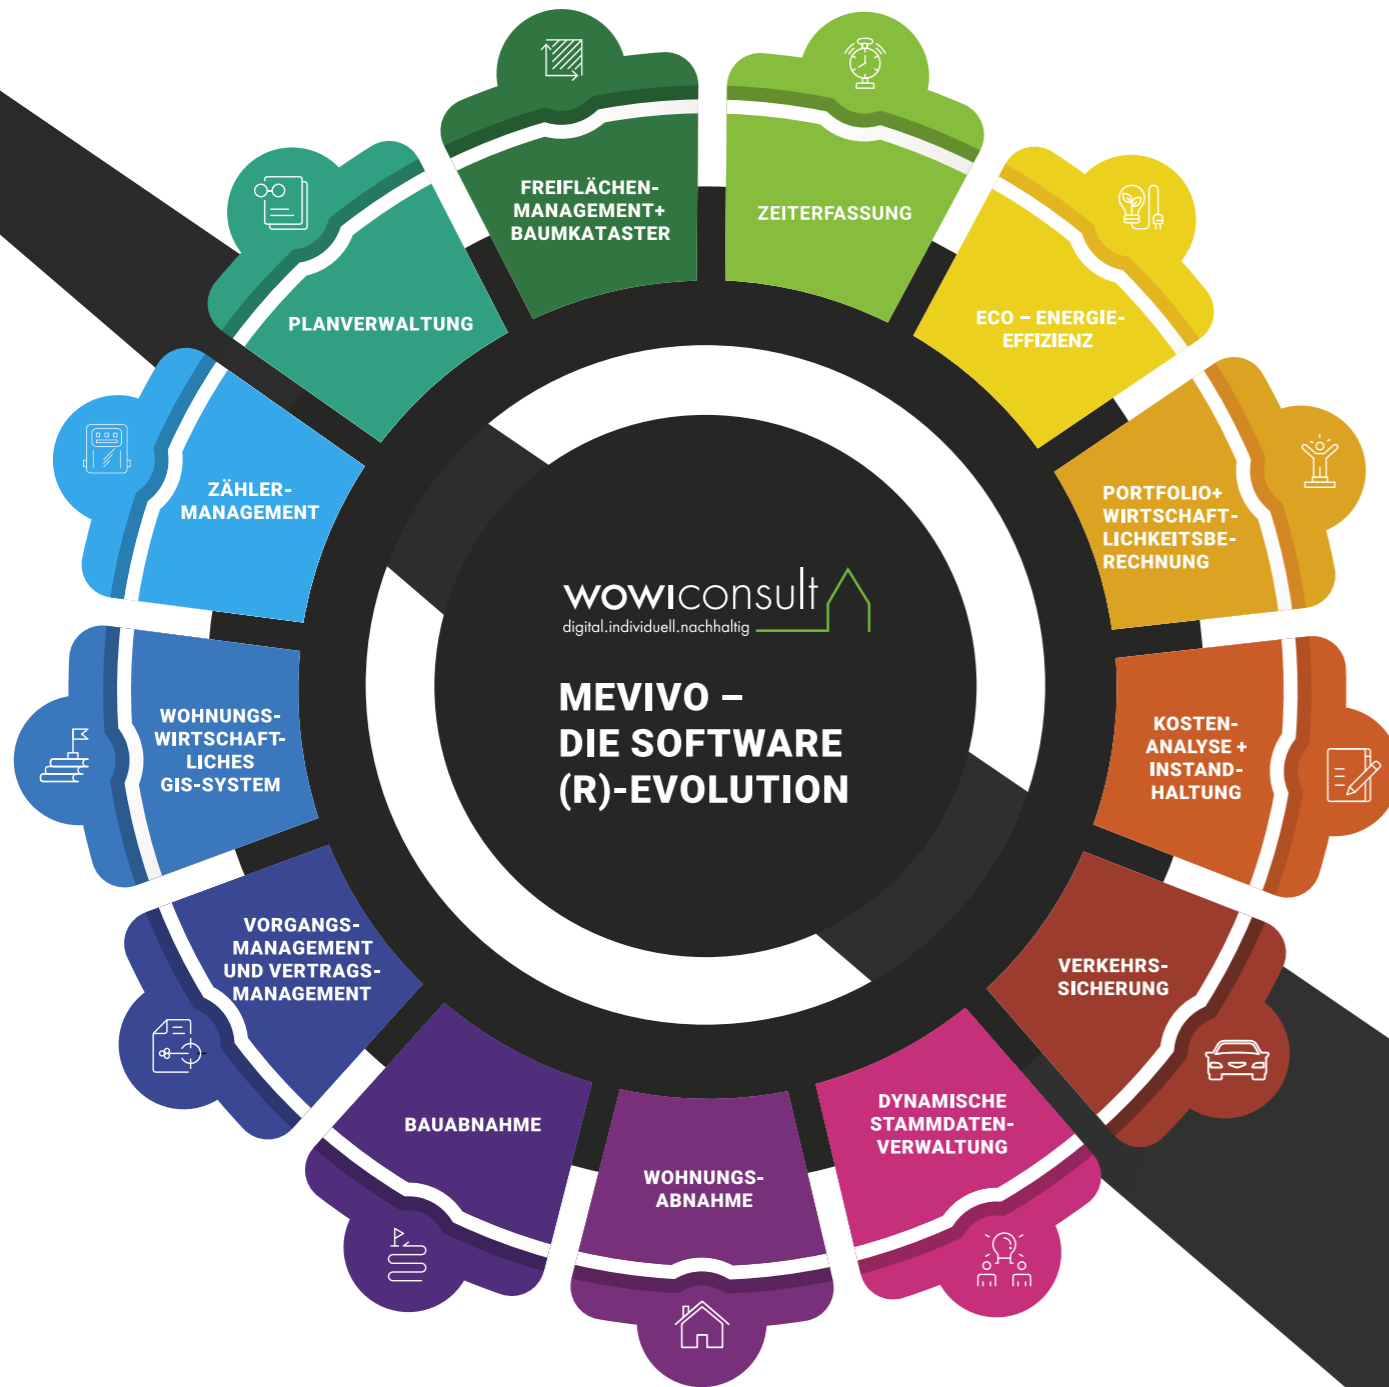 FREIFLÄCHEN-
MANAGEMENT+
BAUMKATASTER
ZEITERFASSUNG
ECO – ENERGIE-
EFFIZIENZ
PORTFOLIO+
WIRTSCHAFT-
LICHKEITSBE-
RECHNUNG
KOSTEN-
ANALYSE +
INSTAND-
HALTUNG
VERKEHRS-
SICHERUNG
DYNAMISCHE
STAMMDATEN-
VERWALTUNG
WOHNUNGS-
ABNAHME
BAUABNAHME
VORGANGS-
MANAGEMENT
UND VERTRAGS-
MANAGEMENT
WOHNUNGS-
WIRTSCHAFT-
LICHES
GIS-SYSTEM
ZÄHLER-
MANAGEMENT
PLANVERWALTUNG
wowiconsult
digital.individuell.nachhaltig
MEVIVO –
DIE SOFTWARE
(R)-EVOLUTION